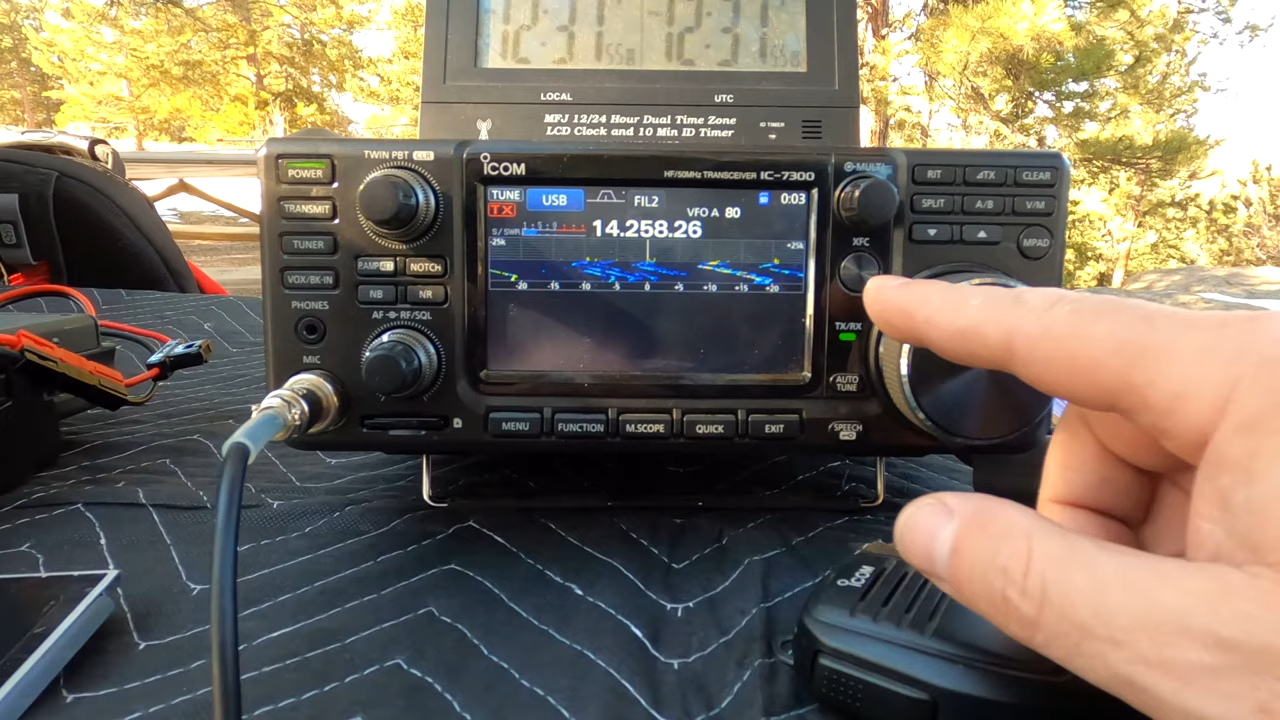 LOCAL UTC
MFJ 12/24 Hour Dual Time Zone
LCD Clock and 10 Min ID Timer
ID TIMER
POWER
TRANSMIT
TUNER
VOX/BK-IN
PHONES
MIC
TWIN PBT CLR
NOTCH
NB NR
AF RF/SQL
ICOM
HF/50MHz TRANSCEIVER IC-7300
TUNE USB FIL2
TX
VFO A 80
0:03
S/SWR
14.258.26
-25k +25k
-20 -15 -10 -5 0 +5 +10 +15 +20
MENU FUNCTION M.SCOPE QUICK EXIT
MULTI
XFC
TX/RX
AUTO
TUNE
SPEECH
RIT ⊿TX CLEAR
SPLIT A/B V/M
MPAD
ICOM